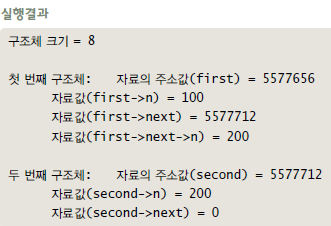 실행결과
구조체 크기 = 8
첫 번째 구조체: 자료의 주소값(first) = 5577656
자료값(first->n) = 100
자료값(first->next) = 5577712
자료값(first->next->n) = 200
두 번째 구조체: 자료의 주소값(second) = 5577712
자료값(second->n) = 200
자료값(second->next) = 0